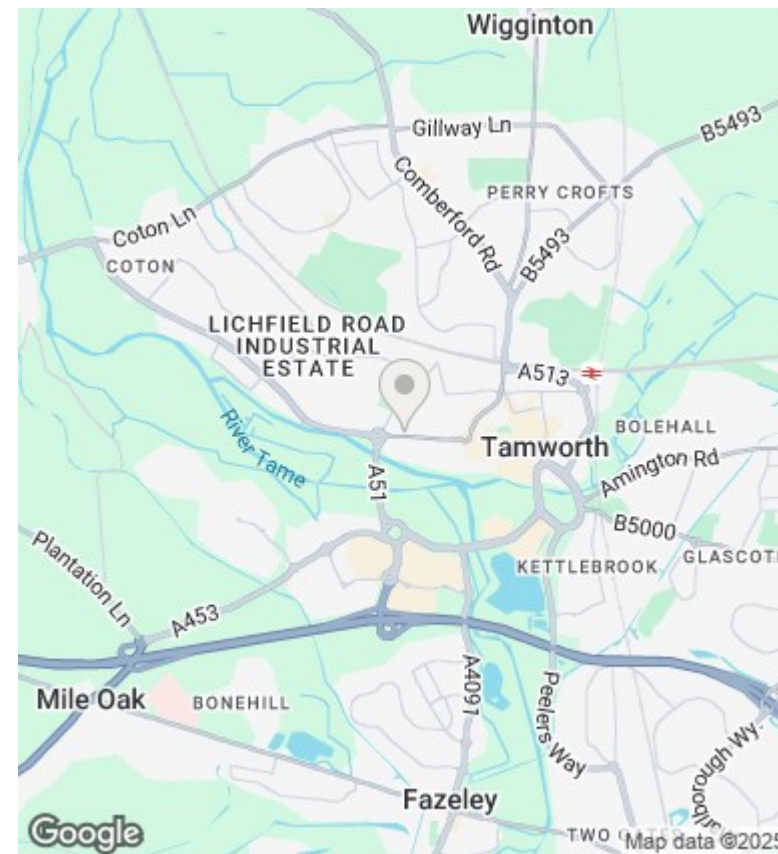 Wigginton
Gillway Ln
B5493
Comberford Rd
PERRY CROFTS
Coton Ln
COTON
B5493
LICHFIELD ROAD
INDUSTRIAL
ESTATE
A513
River Tame
BOLEHALL
Tamworth
Amington Rd
A51
B5000
GLASCOT
KETTLEBROOK
Plantation Ln
A453
Mile Oak
BONEHILL
A4091
Peelers Way
Fazeley
TWO
Google
Map data ©2025